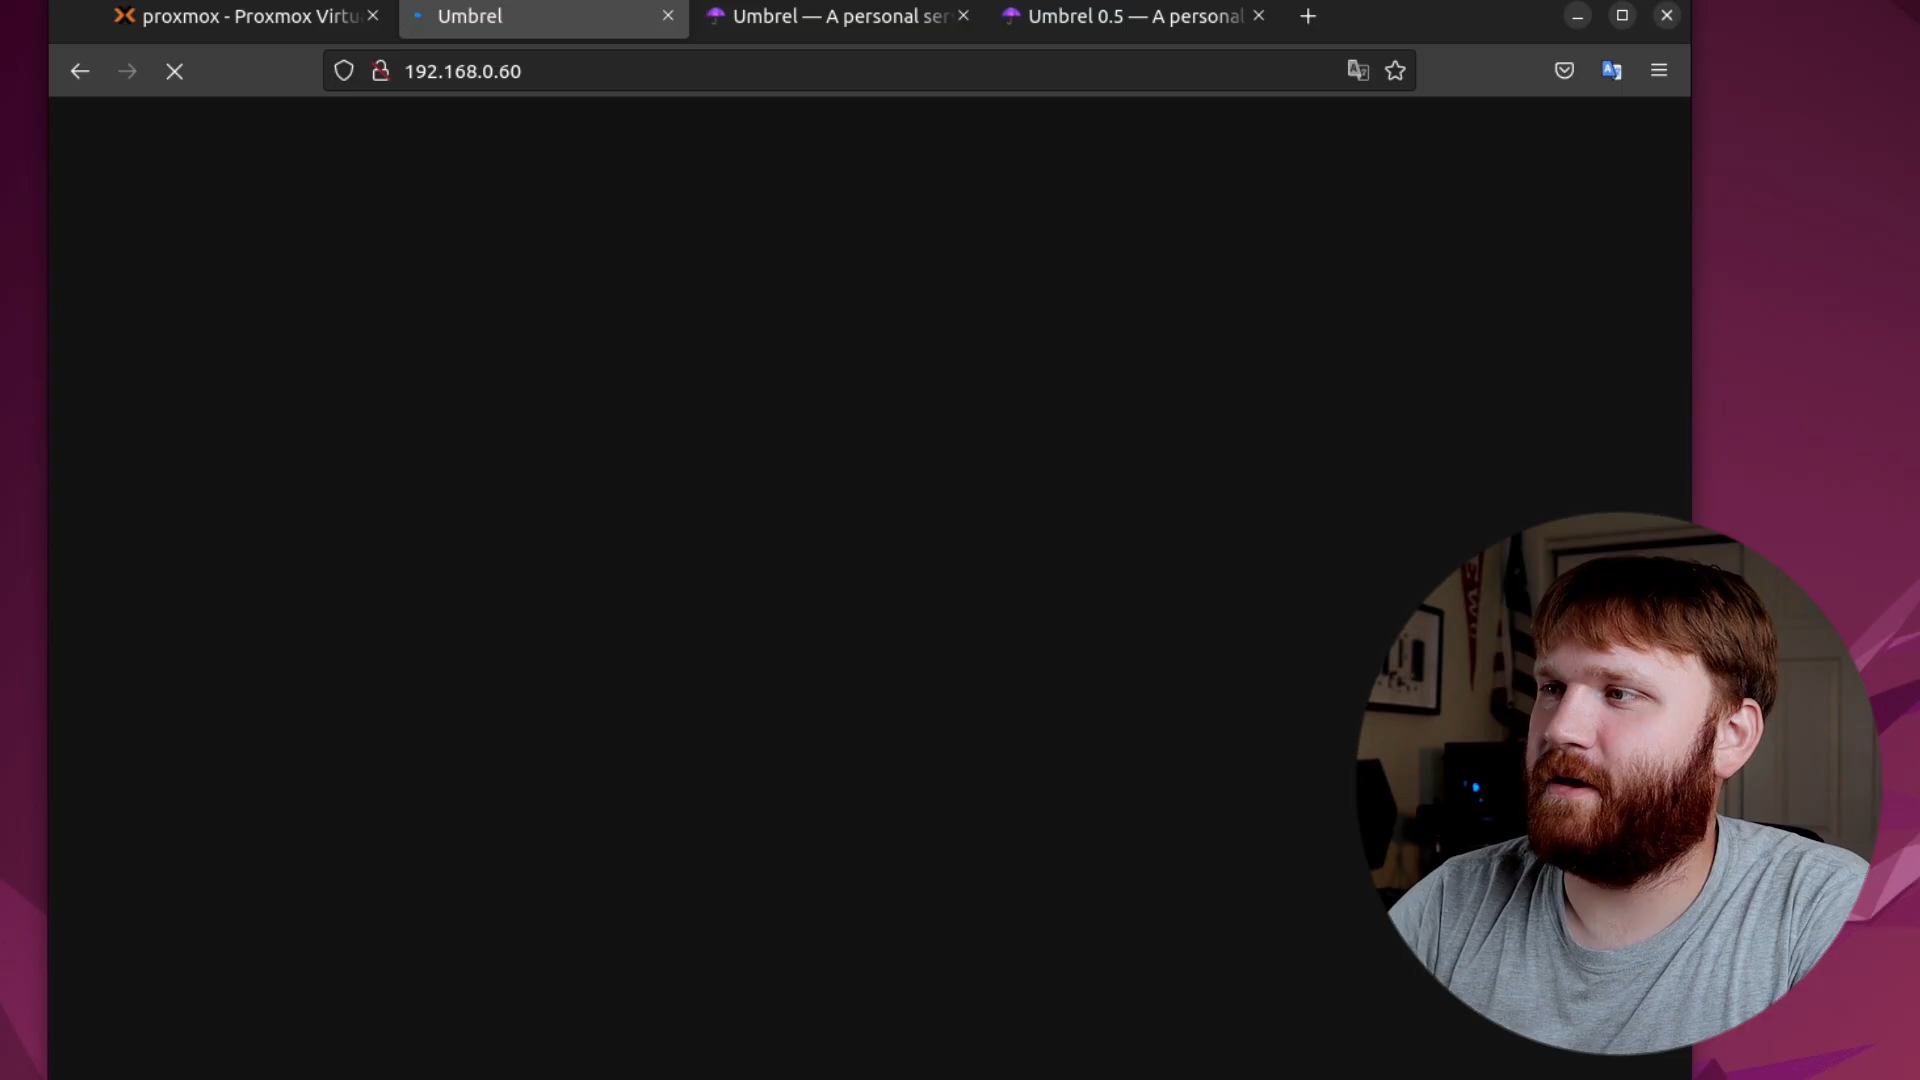 proxmox - Proxmox Virtu
Umbrel
Umbrel — A personal ser
Umbrel 0.5 — A personal
192.168.0.60